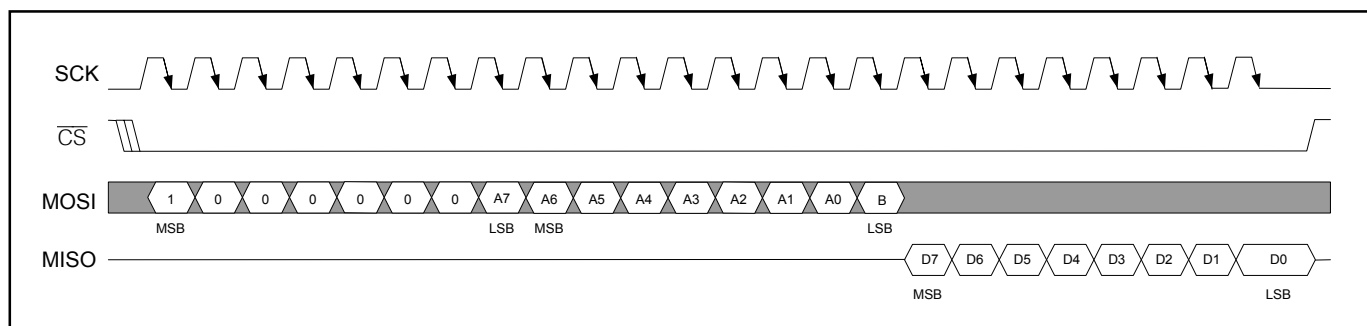 SCK
CS
MOSI 1 0 0 0 0 0 0 A7 A6 A5 A4 A3 A2 A1 A0 B
MSB LSB MSB LSB
MISO D7 D6 D5 D4 D3 D2 D1 D0
MSB LSB